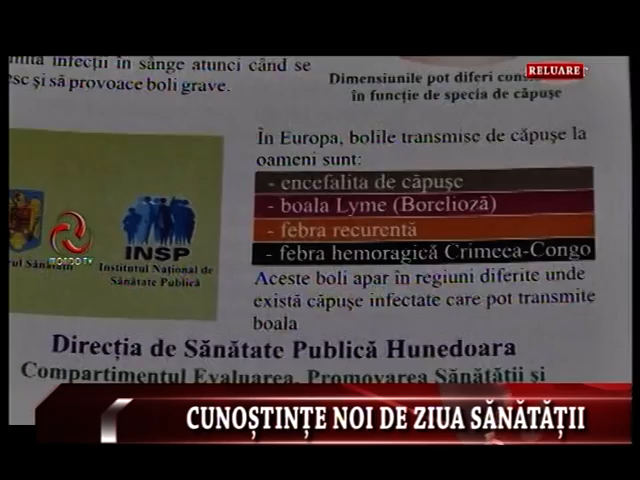 infecții în sânge atunci când se
și să provoace boli grave.
RELUARE
Dimensiunile pot diferi
în funcție de specia de căpușe
În Europa, bolile transmise de căpușe la
oameni sunt:
- encefalita de căpușe
- boala Lyme (Borelioză)
- febra recurentă
- febra hemoragică Crimeea-Congo
Aceste boli apar în regiuni diferite unde
există căpușe infectate care pot transmite
boala
MONDO TV
Sănătății
INSP
Institutul Național de
Sănătate Publică
Direcția de Sănătate Publică Hunedoara
Compartimentul Evaluarea, Promovarea Sănătății și
CUNOȘTINȚE NOI DE ZIUA SĂNĂTĂȚII